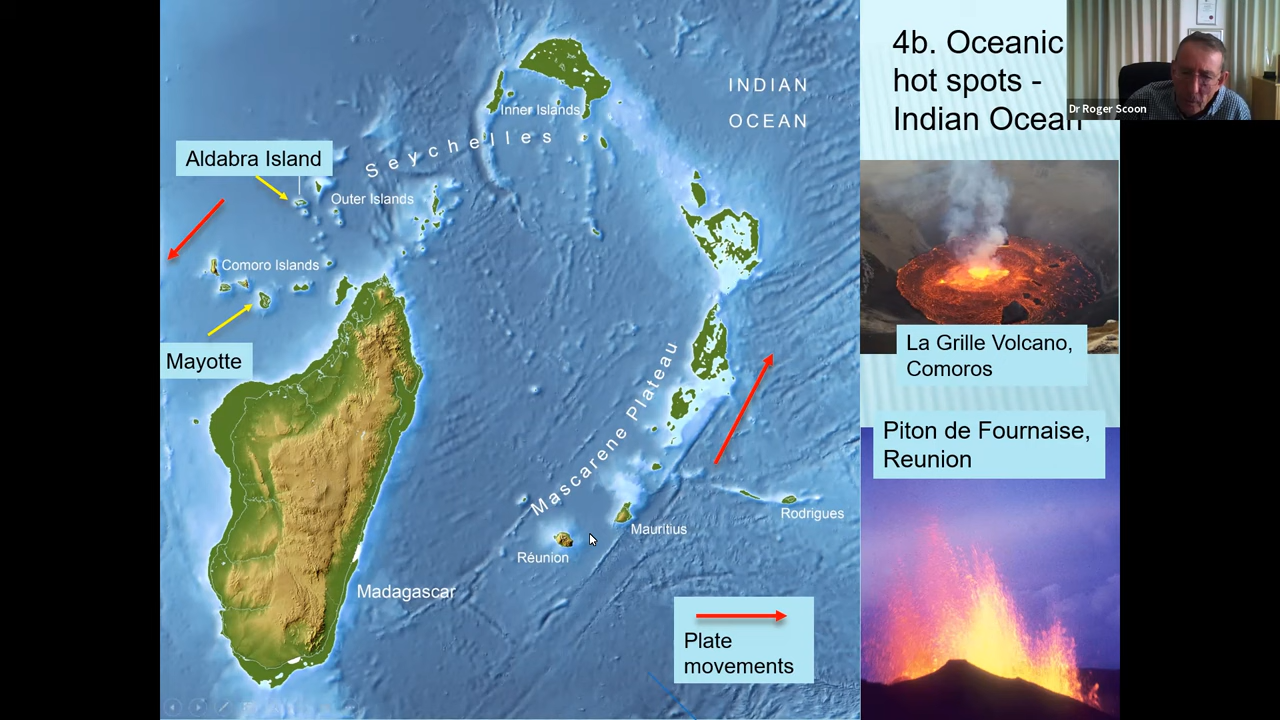 4b. Oceanic
hot spots -
Indian Ocean
Dr Roger Scoon
INDIAN
OCEAN
Inner Islands
Seychelles
Aldabra Island
Outer Islands
Comoro Islands
Mayotte
Mascarene Plateau
Rodrigues
Mauritius
Réunion
Madagascar
Plate
movements
La Grille Volcano,
Comoros
Piton de Fournaise,
Reunion